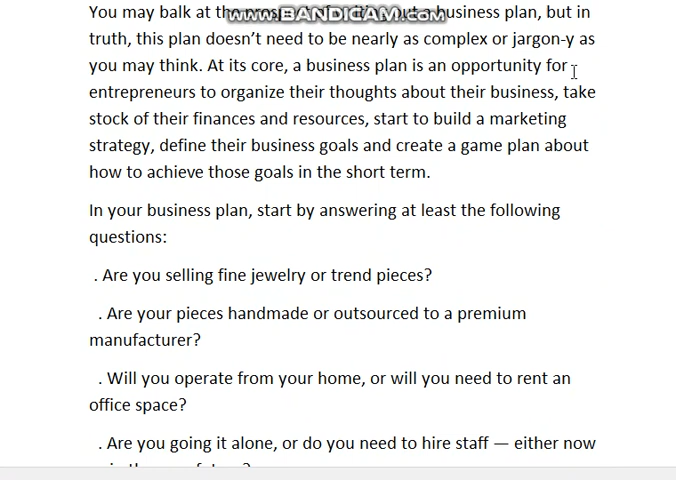 www.BANDICAM.com
You may balk at the prospect of writing out a business plan, but in
truth, this plan doesn’t need to be nearly as complex or jargon-y as
you may think. At its core, a business plan is an opportunity for
entrepreneurs to organize their thoughts about their business, take
stock of their finances and resources, start to build a marketing
strategy, define their business goals and create a game plan about
how to achieve those goals in the short term.
In your business plan, start by answering at least the following
questions:
. Are you selling fine jewelry or trend pieces?
. Are your pieces handmade or outsourced to a premium
manufacturer?
. Will you operate from your home, or will you need to rent an
office space?
. Are you going it alone, or do you need to hire staff — either now